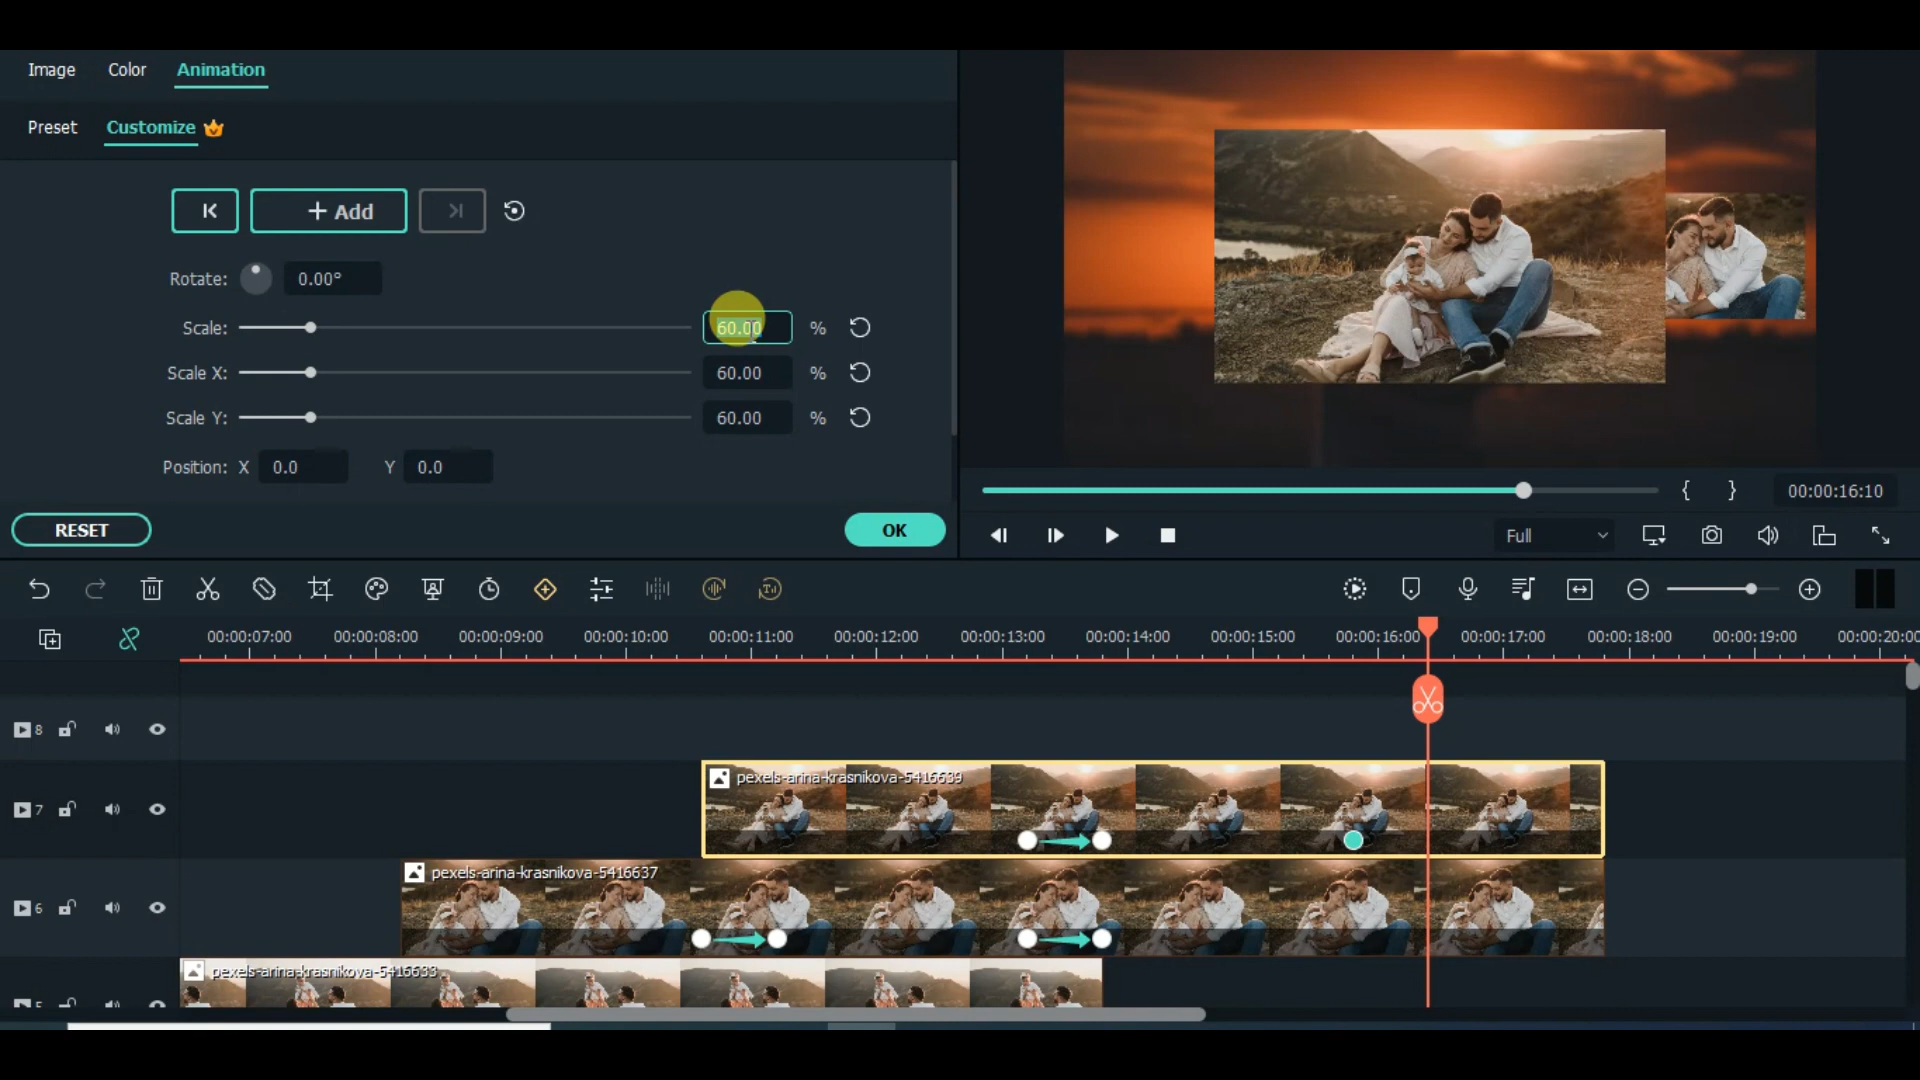 Image Color Animation
Preset Customize
+ Add
Rotate: 0.00°
Scale: 60.00 %
Scale X: 60.00 %
Scale Y: 60.00 %
Position: X 0.0 Y 0.0
RESET OK
{ } 00:00:16:10
Full
00:00:07:00 00:00:08:00 00:00:09:00 00:00:10:00 00:00:11:00 00:00:12:00 00:00:13:00 00:00:14:00 00:00:15:00 00:00:16:00 00:00:17:00 00:00:18:00 00:00:19:00 00:00:20:00
8
7 pexels-arina-krasnikova-5416639
6 pexels-arina-krasnikova-5416637
5 pexels-arina-krasnikova-5416633